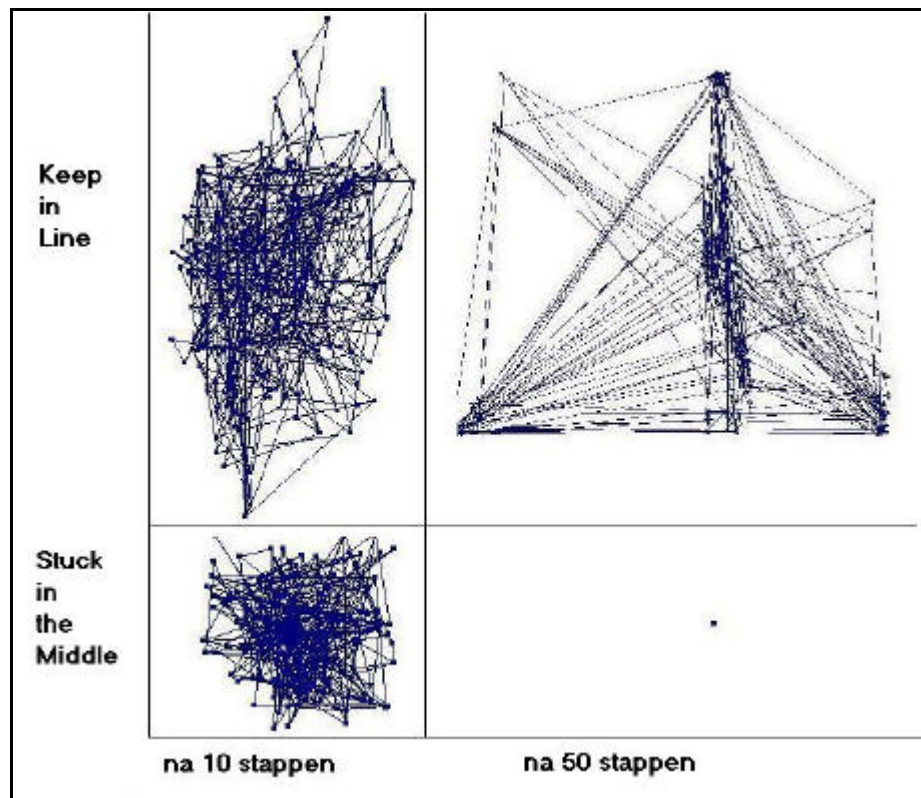 Keep
in
Line
Stuck
in
the
Middle
na 10 stappen
na 50 stappen